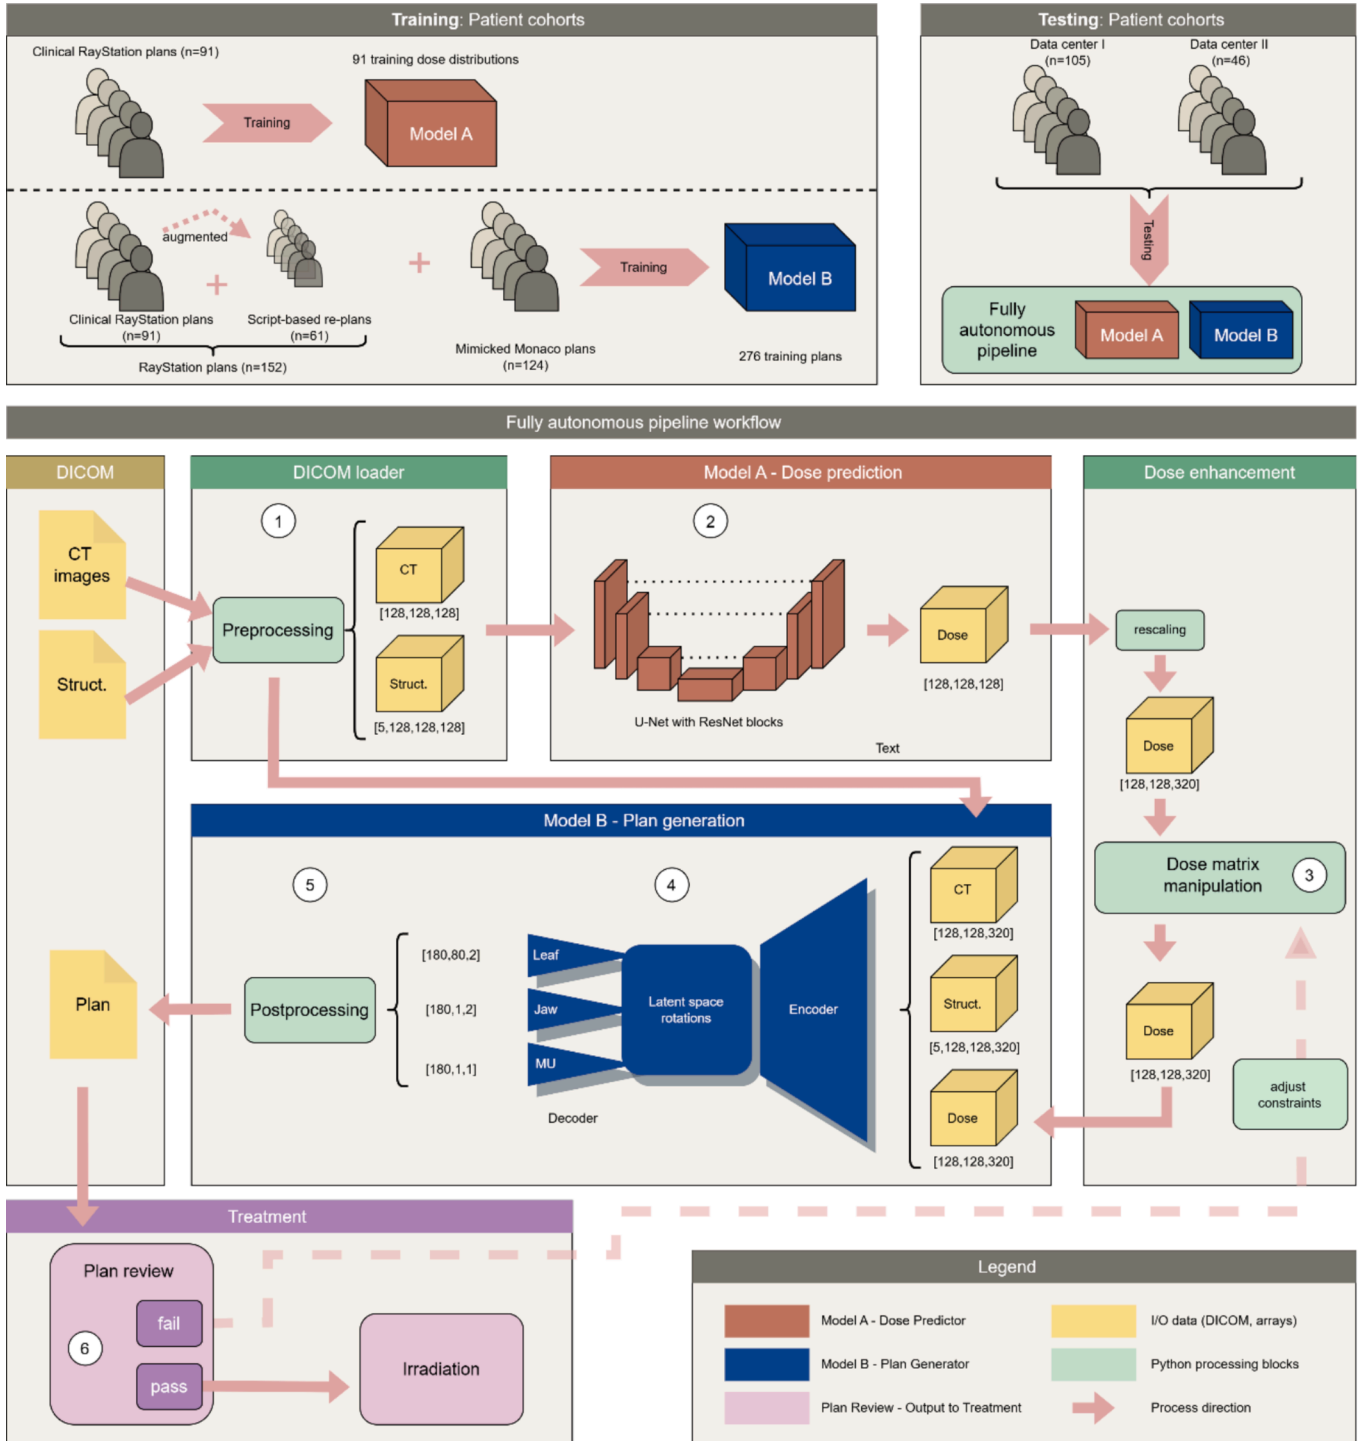 Training: Patient cohorts
Clinical RayStation plans (n=91)
91 training dose distributions
Training
Model A
augmented
Clinical RayStation plans
(n=91)
Script-based re-plans
(n=61)
RayStation plans (n=152)
Mimicked Monaco plans
(n=124)
Training
Model B
276 training plans
Testing: Patient cohorts
Data center I
(n=105)
Data center II
(n=46)
Testing
Fully
autonomous
pipeline
Model A
Model B
Fully autonomous pipeline workflow
DICOM
CT
images
Struct.
DICOM loader
1
Preprocessing
CT
[128,128,128]
Struct.
[5,128,128,128]
Model A - Dose prediction
2
U-Net with ResNet blocks
Text
Dose
[128,128,128]
Dose enhancement
rescaling
Dose
[128,128,320]
Dose matrix
manipulation
3
Dose
[128,128,320]
adjust
constraints
Model B - Plan generation
5
4
Plan
Postprocessing
[180,80,2]
[180,1,2]
[180,1,1]
Leaf
Jaw
MU
Decoder
Latent space
rotations
Encoder
CT
[128,128,320]
Struct.
[5,128,128,320]
Dose
[128,128,320]
Treatment
Plan review
fail
6
pass
Irradiation
Legend
Model A - Dose Predictor
I/O data (DICOM, arrays)
Model B - Plan Generator
Python processing blocks
Plan Review - Output to Treatment
Process direction